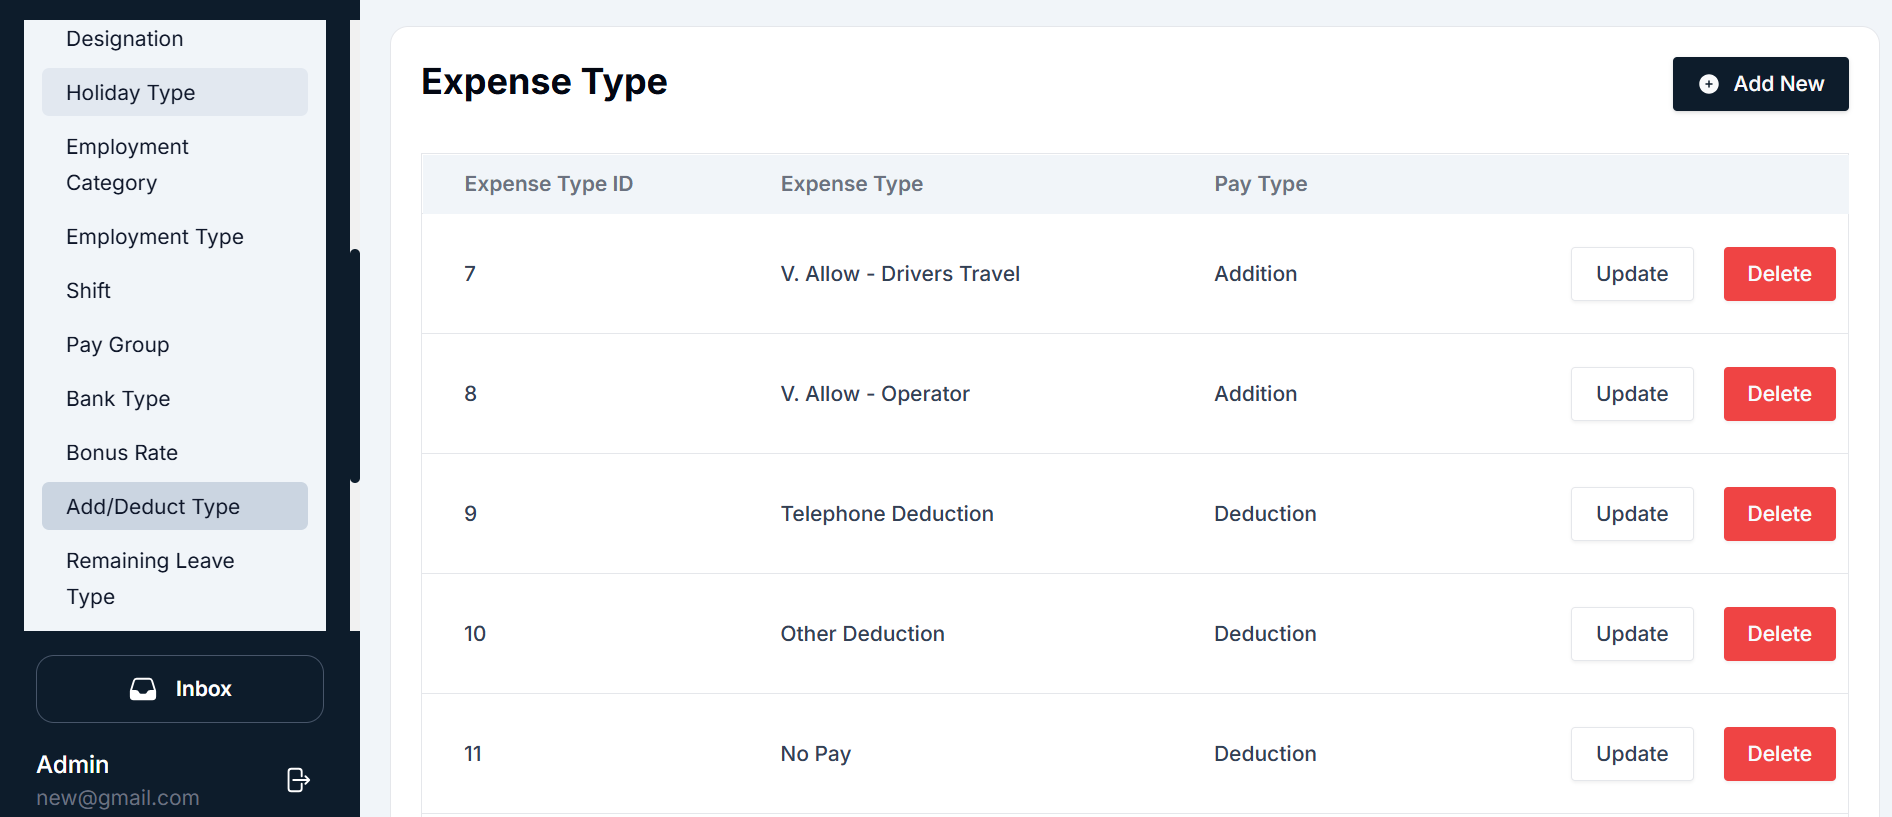 Designation
Holiday Type
Employment
Category
Employment Type
Shift
Pay Group
Bank Type
Bonus Rate
Add/Deduct Type
Remaining Leave
Type
Inbox
Admin
new@gmail.com
Expense Type
Add New
Expense Type ID Expense Type Pay Type
7 V. Allow - Drivers Travel Addition Update Delete
8 V. Allow - Operator Addition Update Delete
9 Telephone Deduction Deduction Update Delete
10 Other Deduction Deduction Update Delete
11 No Pay Deduction Update Delete